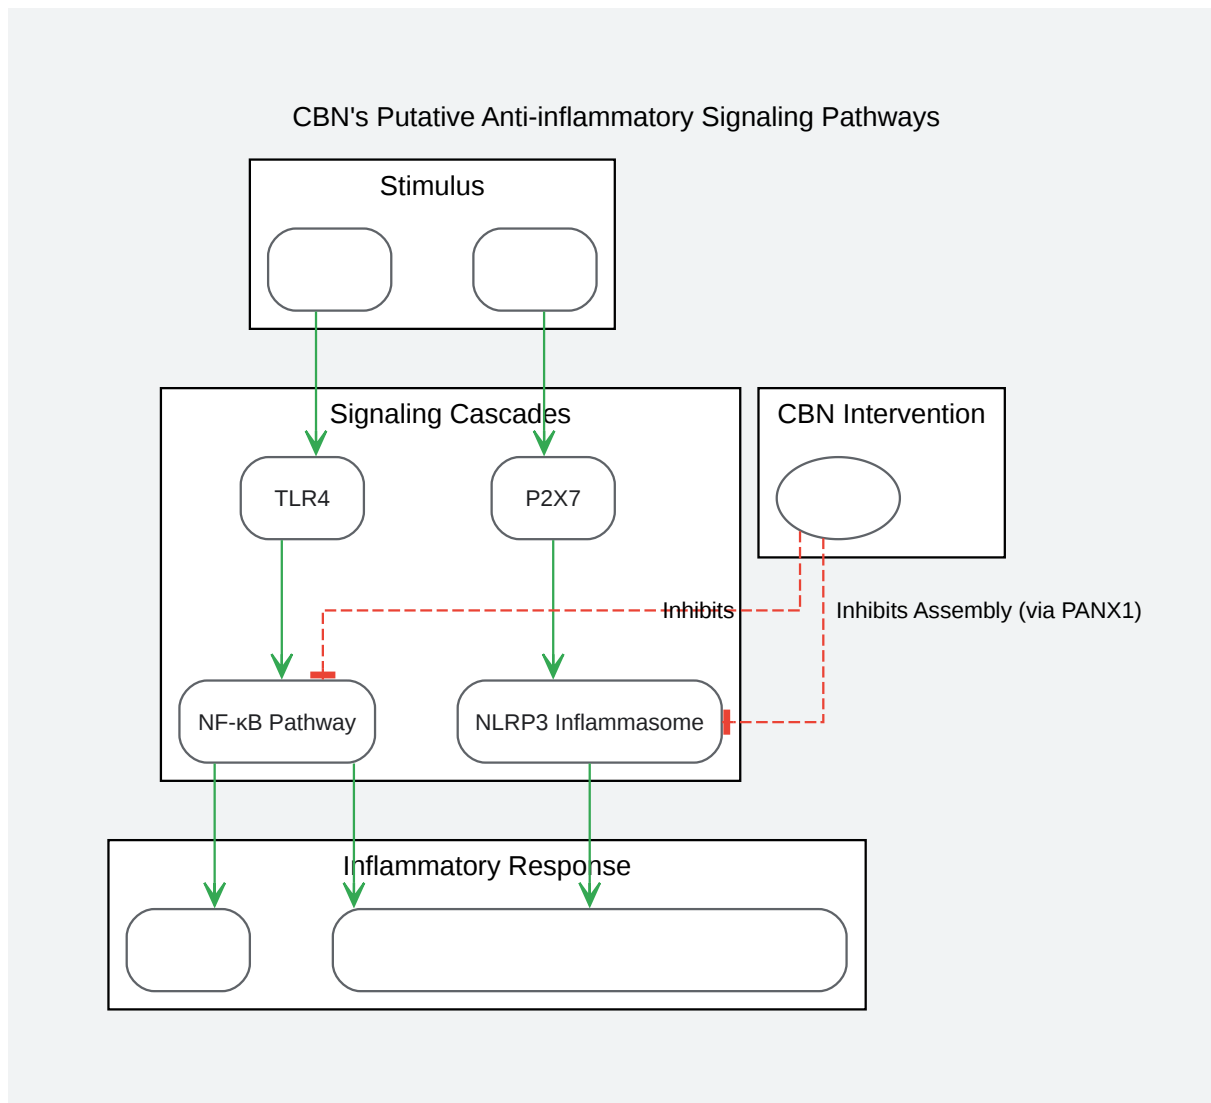 CBN's Putative Anti-inflammatory Signaling Pathways
Stimulus
Signaling Cascades
CBN Intervention
TLR4
P2X7
Inhibits
Inhibits Assembly (via PANX1)
NF-κB Pathway
NLRP3 Inflammasome
Inflammatory Response